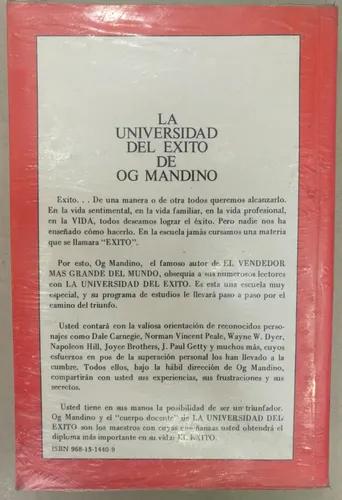 LA
UNIVERSIDAD
DEL EXITO
DE
OG MANDINO
Exito. . . De una manera o de otra todos queremos alcanzarlo.
En la vida sentimental, en la vida familiar, en la vida profesional,
en la VIDA, todos deseamos lograr el éxito. Pero nadie nos ha
enseñado cómo hacerlo. En la escuela jamás cursamos una materia
que se llamara "EXITO".
Por esto, Og Mandino, el famoso autor de EL VENDEDOR
MAS GRANDE DEL MUNDO, obsequia a sus numerosos lectores
con LA UNIVERSIDAD DEL EXITO. Es esta una escuela muy
especial, y su programa de estudios le llevará paso a paso por el
camino del triunfo.
Usted contará con la valiosa orientación de reconocidos perso-
najes como Dale Carnegie, Norman Vincent Peale, Wayne W. Dyer,
Napoleon Hill, Joyce Brothers, J. Paul Getty y muchos más, cuyos
esfuerzos en pos de la superación personal los han llevado a la
cumbre. Todos ellos, bajo la hábil dirección de Og Mandino,
compartirán con usted sus experiencias, sus frustraciones y sus
secretos.
Usted tiene en sus manos la posibilidad de ser un triunfador.
Og Mandino y el "cuerpo docente" de LA UNIVERSIDAD DEL
EXITO son los maestros con cuyas enseñanzas usted obtendrá el
diploma más importante en su vida: EL EXITO.
ISBN 968-13-1440-9